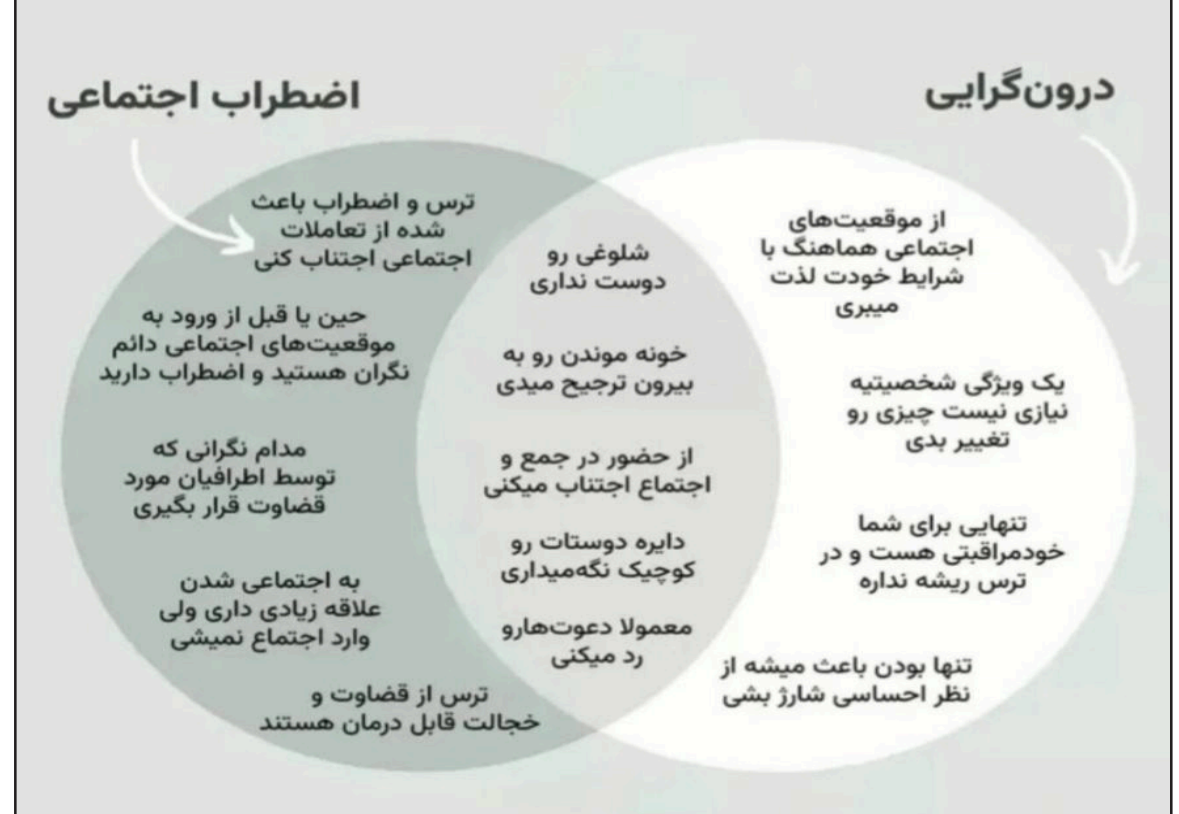 درون‌گرایی
اضطراب اجتماعی
از موقعیت‌های
اجتماعی هماهنگ با
شرایط خودت لذت
میبری
یک ویژگی شخصیتیه
نیازی نیست چیزی رو
تغییر بدی
تنهایی برای شما
خودمراقبتی هست و در
ترس ریشه نداره
تنها بودن باعث میشه از
نظر احساسی شارژ بشی
شلوغی رو
دوست نداری
خونه موندن رو به
بیرون ترجیح میدی
از حضور در جمع و
اجتماع اجتناب میکنی
دایره دوستات رو
کوچیک نگه‌میداری
معمولا دعوت‌هارو
رد میکنی
ترس و اضطراب باعث
شده از تعاملات
اجتماعی اجتناب کنی
حین یا قبل از ورود به
موقعیت‌های اجتماعی دائم
نگران هستید و اضطراب دارید
مدام نگرانی که
توسط اطرافیان مورد
قضاوت قرار بگیری
به اجتماعی شدن
علاقه زیادی داری ولی
وارد اجتماع نمیشی
ترس از قضاوت و
خجالت قابل درمان هستند